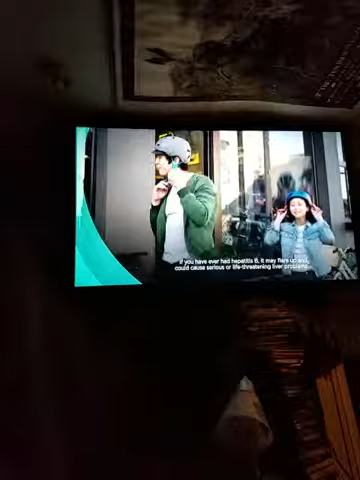 If you have ever had hepatitis B, it may flare up and,
could cause serious or life-threatening liver problems.